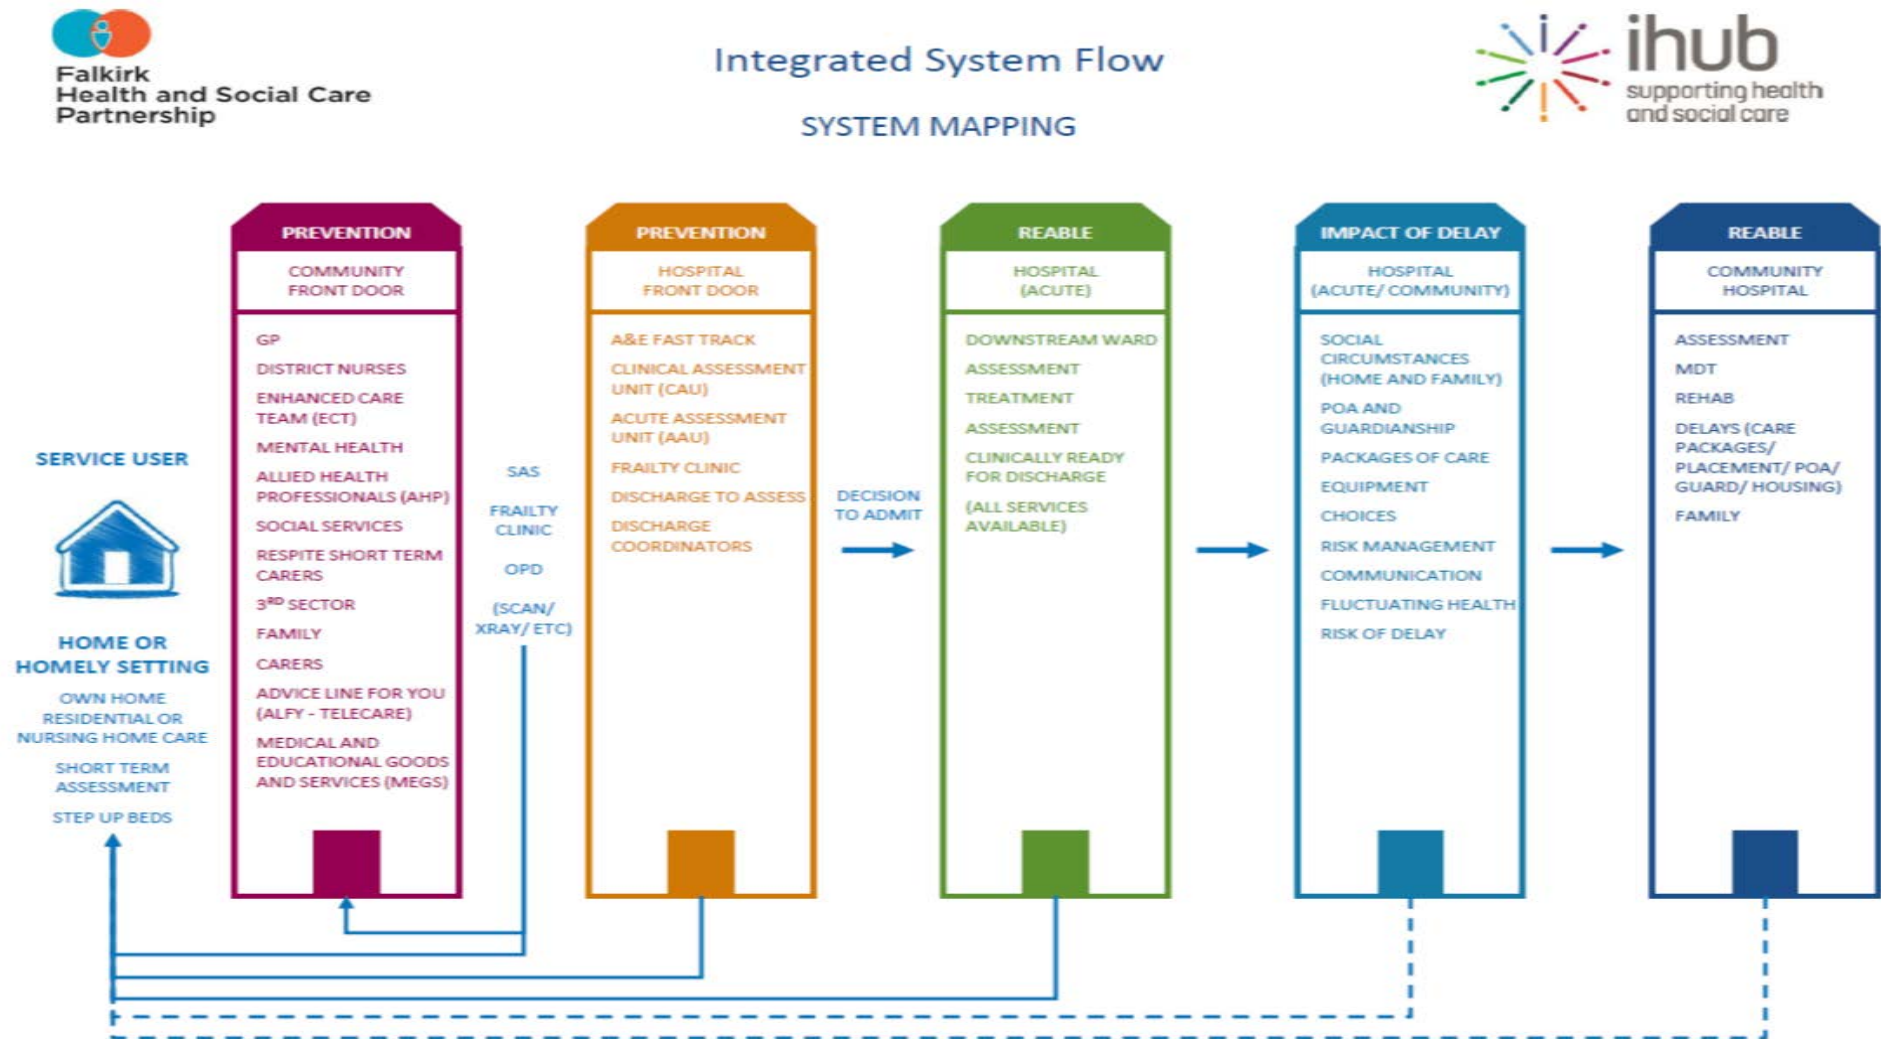 Falkirk
Health and Social Care
Partnership
Integrated System Flow
SYSTEM MAPPING
ihub
supporting health
and social care
SERVICE USER
HOME OR
HOMELY SETTING
OWN HOME
RESIDENTIAL OR
NURSING HOME CARE
SHORT TERM
ASSESSMENT
STEP UP BEDS
PREVENTION
COMMUNITY
FRONT DOOR
GP
DISTRICT NURSES
ENHANCED CARE
TEAM (ECT)
MENTAL HEALTH
ALLIED HEALTH
PROFESSIONALS (AHP)
SOCIAL SERVICES
RESPITE SHORT TERM
CARERS
3RD SECTOR
FAMILY
CARERS
ADVICE LINE FOR YOU
(ALFY - TELECARE)
MEDICAL AND
EDUCATIONAL GOODS
AND SERVICES (MEGS)
SAS
FRAILTY
CLINIC
OPD
(SCAN/
XRAY/ ETC)
PREVENTION
HOSPITAL
FRONT DOOR
A&E FAST TRACK
CLINICAL ASSESSMENT
UNIT (CAU)
ACUTE ASSESSMENT
UNIT (AAU)
FRAILTY CLINIC
DISCHARGE TO ASSESS
DISCHARGE
COORDINATORS
DECISION
TO ADMIT
REABLE
HOSPITAL
(ACUTE)
DOWNSTREAM WARD
ASSESSMENT
TREATMENT
ASSESSMENT
CLINICALLY READY
FOR DISCHARGE
(ALL SERVICES
AVAILABLE)
IMPACT OF DELAY
HOSPITAL
(ACUTE/ COMMUNITY)
SOCIAL
CIRCUMSTANCES
(HOME AND FAMILY)
POA AND
GUARDIANSHIP
PACKAGES OF CARE
EQUIPMENT
CHOICES
RISK MANAGEMENT
COMMUNICATION
FLUCTUATING HEALTH
RISK OF DELAY
REABLE
COMMUNITY
HOSPITAL
ASSESSMENT
MDT
REHAB
DELAYS (CARE
PACKAGES/
PLACEMENT/ POA/
GUARD/ HOUSING)
FAMILY